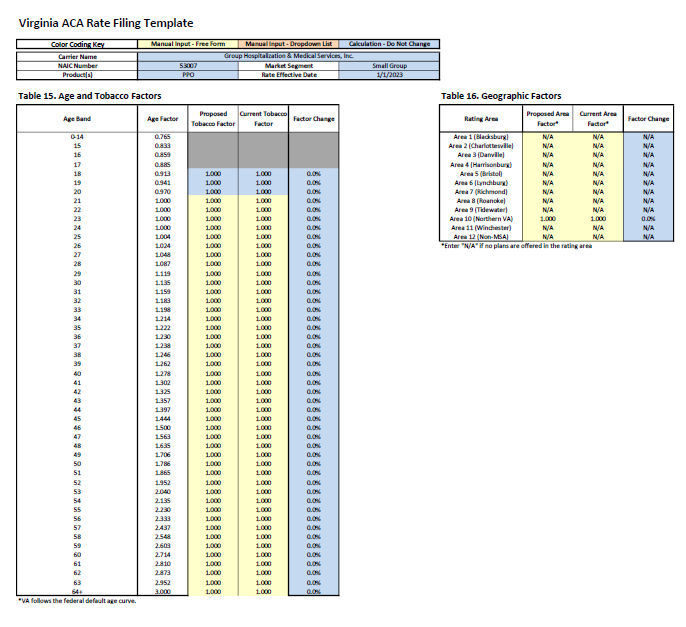 Virginia ACA Rate Filing Template
Color Coding Key Manual Input - Free Form Manual Input - Dropdown List Calculation - Do Not Change
Carrier Name Group Hospitalization & Medical Services, Inc.
NAIC Number 53007 Market Segment Small Group
Product(s) PPO Rate Effective Date 1/1/2023
Table 15. Age and Tobacco Factors
Age Band Age Factor Proposed Tobacco Factor Current Tobacco Factor Factor Change
0-14 0.765
15 0.833
16 0.859
17 0.885
18 0.913 1.000 1.000 0.0%
19 0.941 1.000 1.000 0.0%
20 0.970 1.000 1.000 0.0%
21 1.000 1.000 1.000 0.0%
22 1.000 1.000 1.000 0.0%
23 1.000 1.000 1.000 0.0%
24 1.000 1.000 1.000 0.0%
25 1.004 1.000 1.000 0.0%
26 1.024 1.000 1.000 0.0%
27 1.048 1.000 1.000 0.0%
28 1.087 1.000 1.000 0.0%
29 1.119 1.000 1.000 0.0%
30 1.135 1.000 1.000 0.0%
31 1.159 1.000 1.000 0.0%
32 1.183 1.000 1.000 0.0%
33 1.198 1.000 1.000 0.0%
34 1.214 1.000 1.000 0.0%
35 1.222 1.000 1.000 0.0%
36 1.230 1.000 1.000 0.0%
37 1.238 1.000 1.000 0.0%
38 1.246 1.000 1.000 0.0%
39 1.262 1.000 1.000 0.0%
40 1.278 1.000 1.000 0.0%
41 1.302 1.000 1.000 0.0%
42 1.325 1.000 1.000 0.0%
43 1.357 1.000 1.000 0.0%
44 1.397 1.000 1.000 0.0%
45 1.444 1.000 1.000 0.0%
46 1.500 1.000 1.000 0.0%
47 1.563 1.000 1.000 0.0%
48 1.635 1.000 1.000 0.0%
49 1.706 1.000 1.000 0.0%
50 1.786 1.000 1.000 0.0%
51 1.865 1.000 1.000 0.0%
52 1.952 1.000 1.000 0.0%
53 2.040 1.000 1.000 0.0%
54 2.135 1.000 1.000 0.0%
55 2.230 1.000 1.000 0.0%
56 2.333 1.000 1.000 0.0%
57 2.437 1.000 1.000 0.0%
58 2.548 1.000 1.000 0.0%
59 2.603 1.000 1.000 0.0%
60 2.714 1.000 1.000 0.0%
61 2.810 1.000 1.000 0.0%
62 2.873 1.000 1.000 0.0%
63 2.952 1.000 1.000 0.0%
64+ 3.000 1.000 1.000 0.0%
*VA follows the federal default age curve.
Table 16. Geographic Factors
Rating Area Proposed Area Factor* Current Area Factor* Factor Change
Area 1 (Blacksburg) N/A N/A N/A
Area 2 (Charlottesville) N/A N/A N/A
Area 3 (Danville) N/A N/A N/A
Area 4 (Harrisonburg) N/A N/A N/A
Area 5 (Bristol) N/A N/A N/A
Area 6 (Lynchburg) N/A N/A N/A
Area 7 (Richmond) N/A N/A N/A
Area 8 (Roanoke) N/A N/A N/A
Area 9 (Tidewater) N/A N/A N/A
Area 10 (Northern VA) 1.000 1.000 0.0%
Area 11 (Winchester) N/A N/A N/A
Area 12 (Non-MSA) N/A N/A N/A
*Enter "N/A" if no plans are offered in the rating area